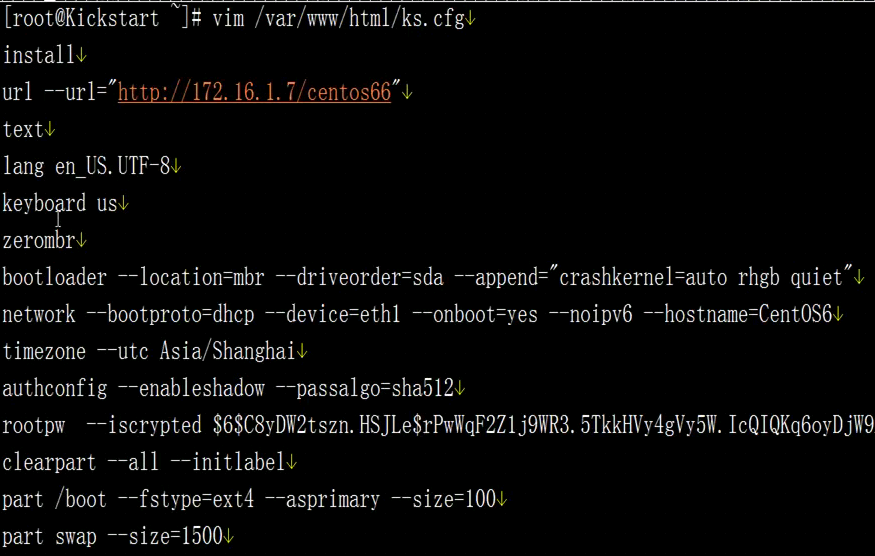 [root@Kickstart ~]# vim /var/www/html/ks.cfg↓
install↓
url --url="http://172.16.1.7/centos66"↓
text↓
lang en_US.UTF-8↓
keyboard us↓
zerombr↓
bootloader --location=mbr --driveorder=sda --append="crashkernel=auto rhgb quiet"↓
network --bootproto=dhcp --device=eth1 --onboot=yes --noipv6 --hostname=CentOS6↓
timezone --utc Asia/Shanghai↓
authconfig --enableshadow --passalgo=sha512↓
rootpw  --iscrypted $6$C8yDW2tszn.HSJLe$rPwWqF2Z1j9WR3.5TkkHVy4gVy5W.IcQIQKq6oyDjW9
clearpart --all --initlabel↓
part /boot --fstype=ext4 --asprimary --size=100↓
part swap --size=1500↓